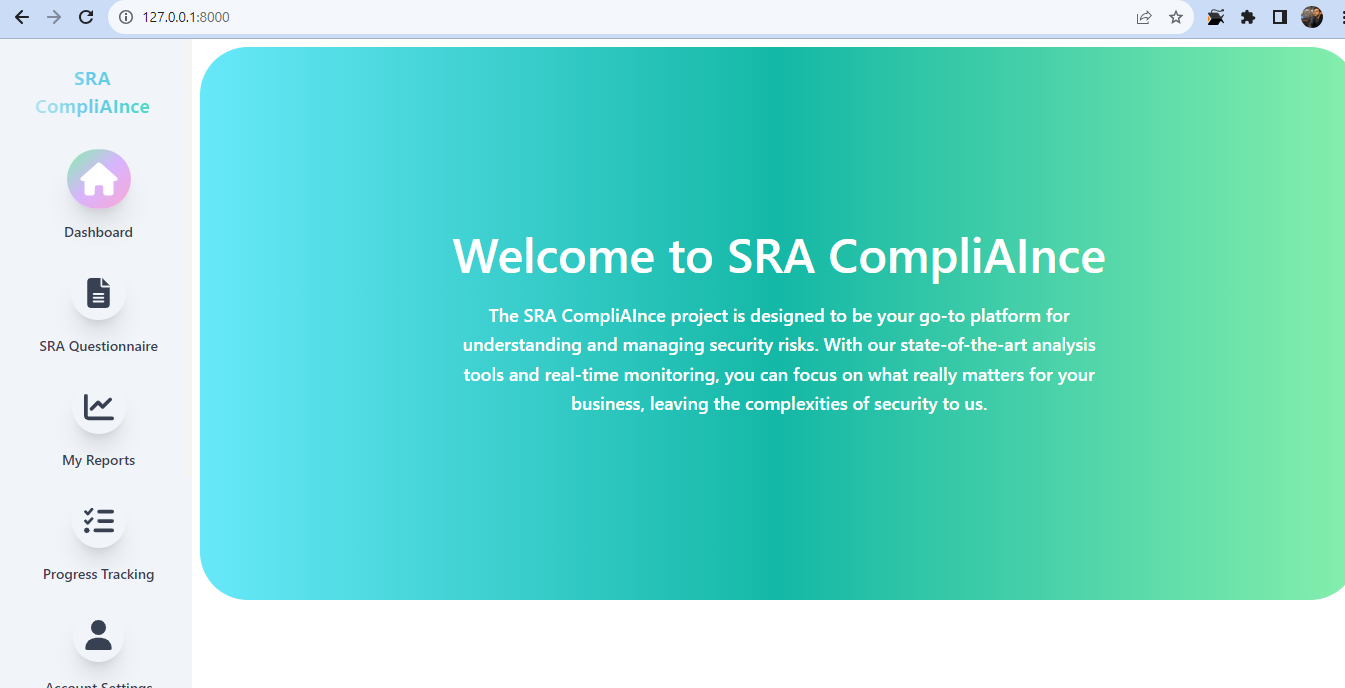 127.0.0.1:8000
SRA
CompliAInce
Dashboard
SRA Questionnaire
My Reports
Progress Tracking
Account Settings
Welcome to SRA CompliAInce
The SRA CompliAInce project is designed to be your go-to platform for
understanding and managing security risks. With our state-of-the-art analysis
tools and real-time monitoring, you can focus on what really matters for your
business, leaving the complexities of security to us.